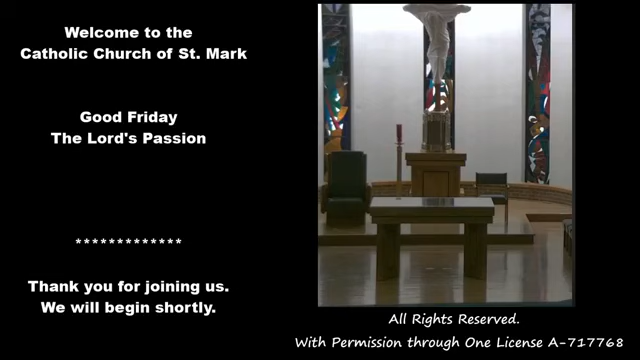 Welcome to the
Catholic Church of St. Mark
Good Friday
The Lord's Passion
*************
Thank you for joining us.
We will begin shortly.
All Rights Reserved.
With Permission through One License A-717768